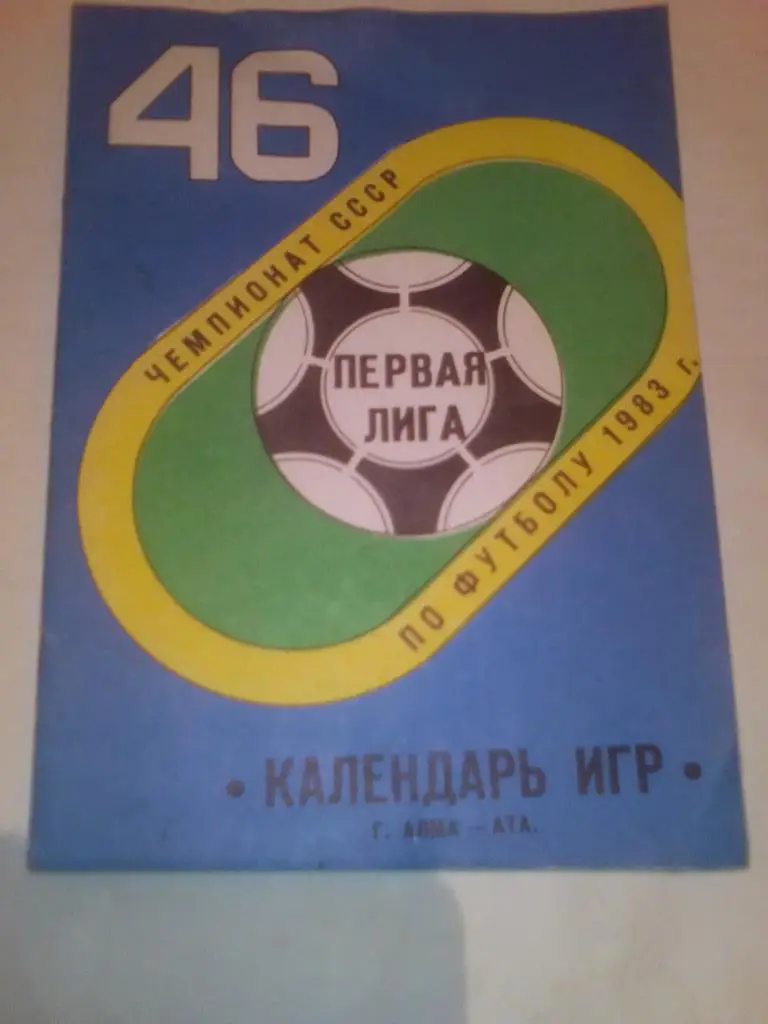 46
ЧЕМПИОНАТ СССР
ПЕРВАЯ
ЛИГА
ПО ФУТБОЛУ 1983 г.
• КАЛЕНДАРЬ ИГР •
Г. АЛМА – АТА.